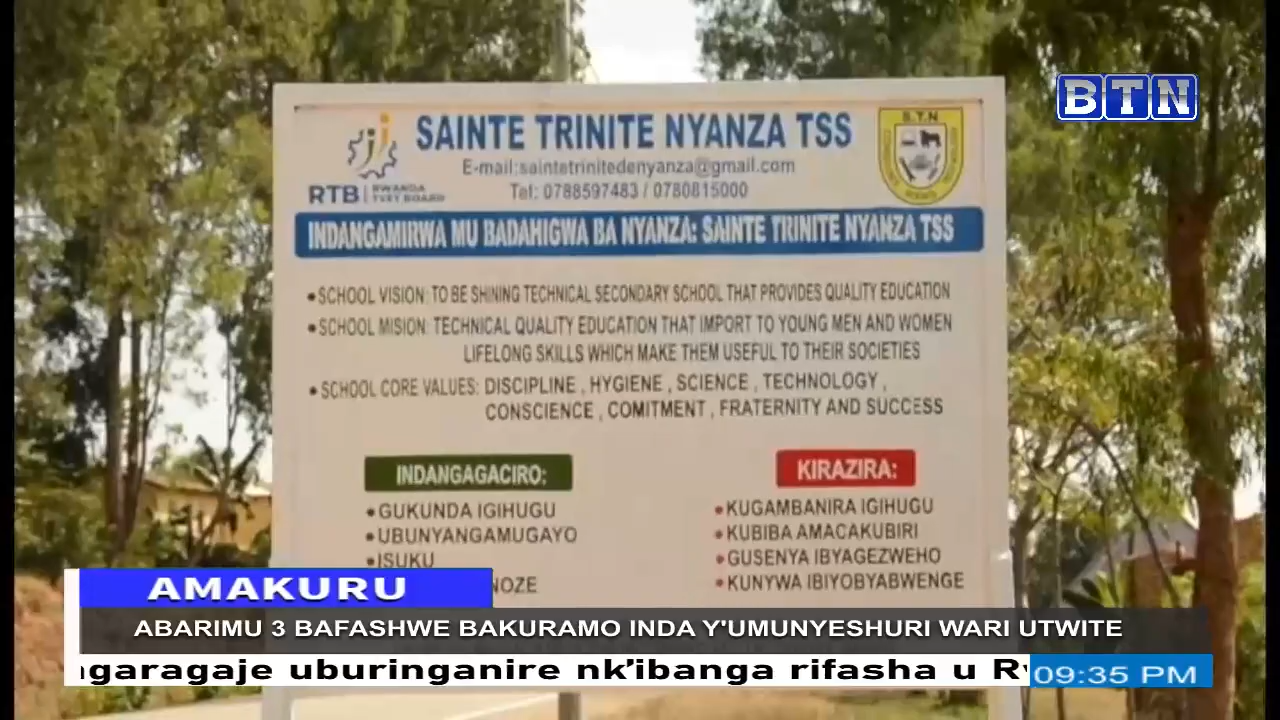 BTN
SAINTE TRINITE NYANZA TSS
E-mail:saintetrinitedenyanza@gmail.com
RTB | RWANDA TVET BOARD
Tel: 0788597483 / 0780815000
B.T.N
INDANGAMIRWA MU BADAHIGWA BA NYANZA: SAINTE TRINITE NYANZA TSS
•SCHOOL VISION: TO BE SHINING TECHNICAL SECONDARY SCHOOL THAT PROVIDES QUALITY EDUCATION
•SCHOOL MISION: TECHNICAL QUALITY EDUCATION THAT IMPORT TO YOUNG MEN AND WOMEN
LIFELONG SKILLS WHICH MAKE THEM USEFUL TO THEIR SOCIETIES
•SCHOOL CORE VALUES: DISCIPLINE , HYGIENE , SCIENCE , TECHNOLOGY ,
CONSCIENCE , COMITMENT , FRATERNITY AND SUCCESS
INDANGAGACIRO:
•GUKUNDA IGIHUGU
•UBUNYANGAMUGAYO
•ISUKU
NOZE
KIRAZIRA:
•KUGAMBANIRA IGIHUGU
•KUBIBA AMACAKUBIRI
•GUSENYA IBYAGEZWEHO
•KUNYWA IBIYOBYABWENGE
AMAKURU
ABARIMU 3 BAFASHWE BAKURAMO INDA Y'UMUNYESHURI WARI UTWITE
garagaje uburinganire nk'ibanga rifasha u R
09:35 PM